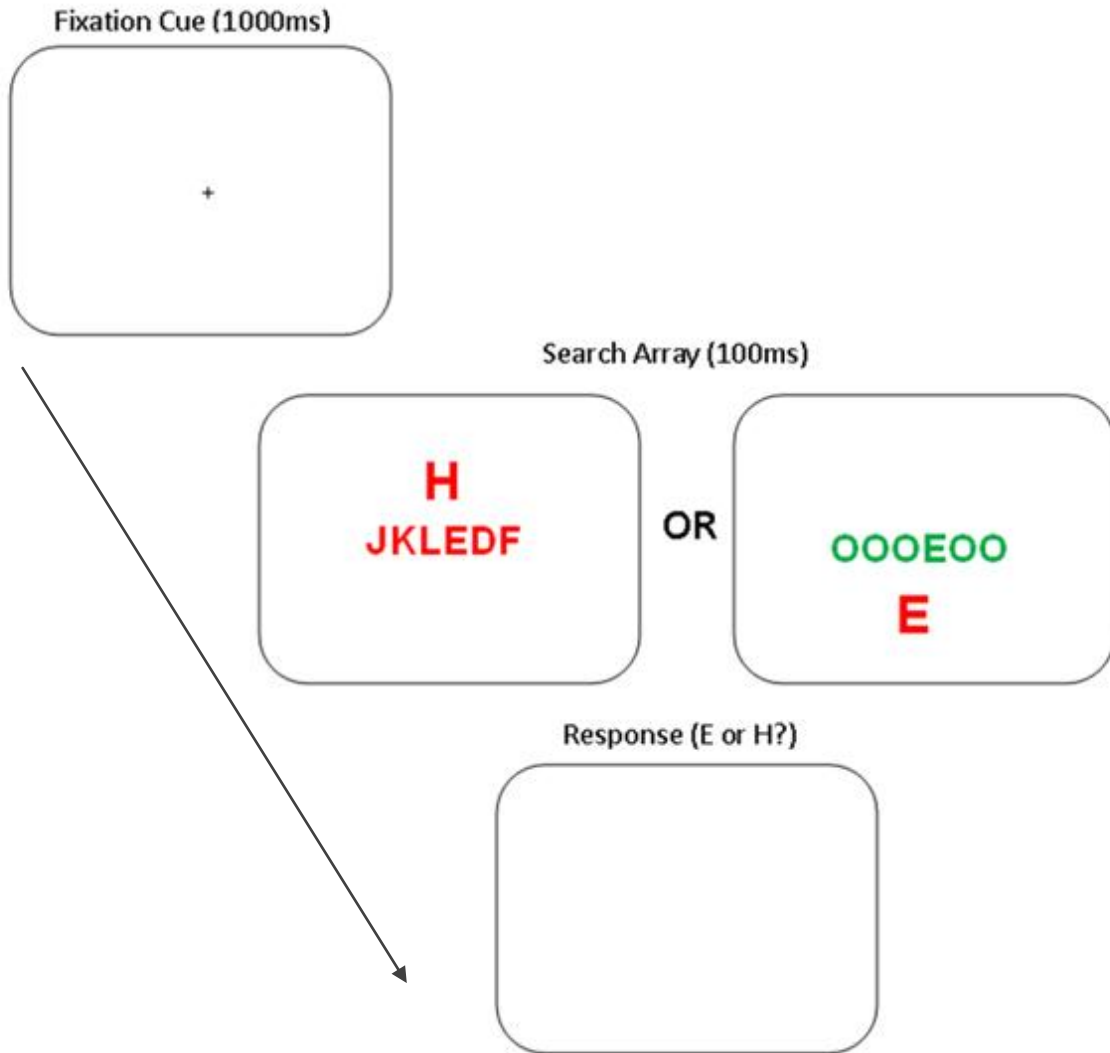 Fixation Cue (1000ms)
+
Search Array (100ms)
H
JKLEDF
OR
OOOEOO
E
Response (E or H?)